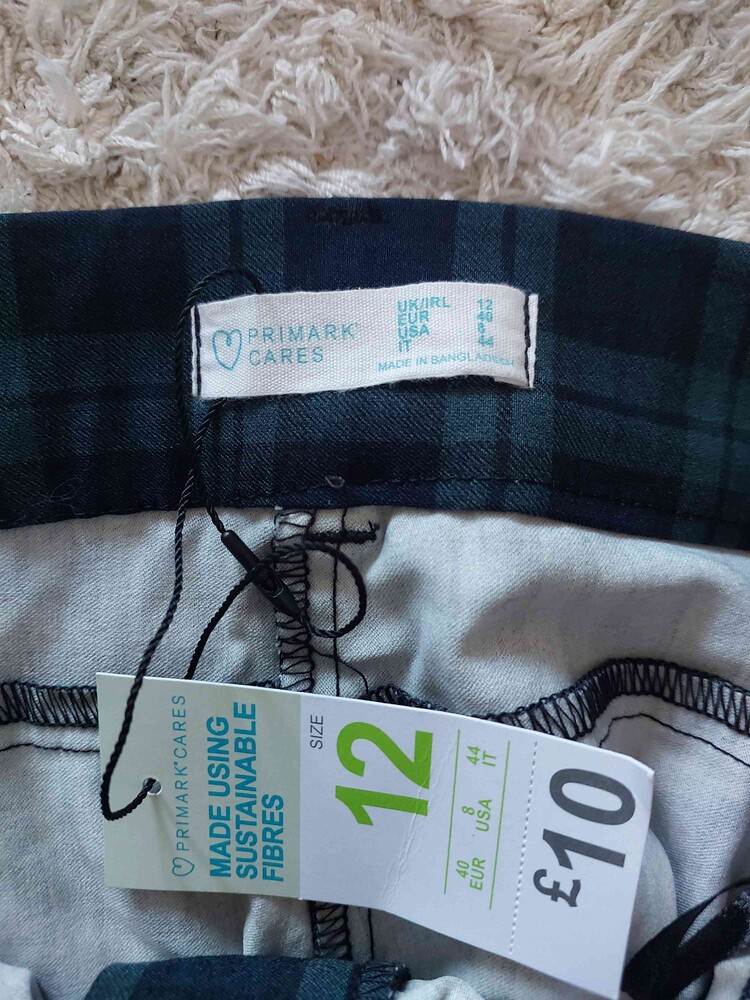 PRIMARK®
CARES
UK/IRL 12
EUR 40
USA 8
IT 44
MADE IN BANGLADESH
PRIMARK® CARES
MADE USING
SUSTAINABLE
FIBRES
SIZE
12
40 EUR
8 USA
44 IT
£10